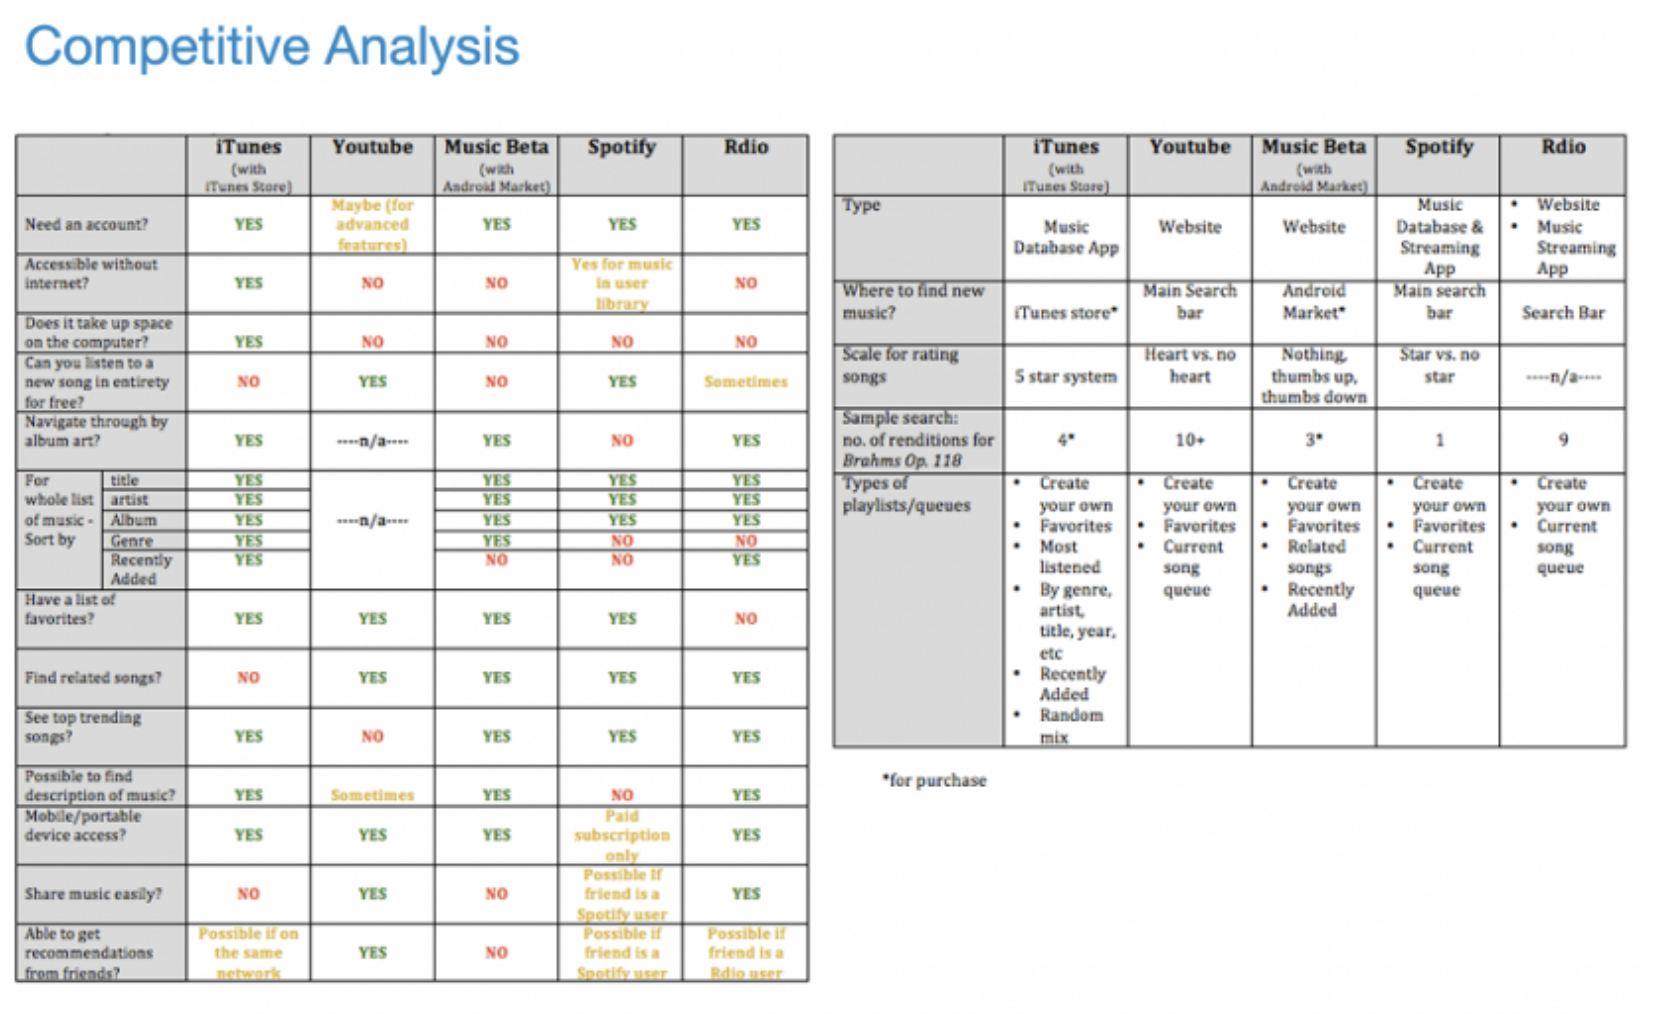 Competitive Analysis
iTunes Youtube Music Beta Spotify Rdio
(with (with
iTunes Store) Android Market)
Need an account? YES Maybe (for advanced features) YES YES YES
Accessible without internet? YES NO NO Yes for music in user library NO
Does it take up space on the computer? YES NO NO NO NO
Can you listen to a new song in entirety for free? NO YES NO YES Sometimes
Navigate through by album art? YES ----n/a---- YES NO YES
For whole list of music - Sort by
title YES ----n/a---- YES YES YES
artist YES YES YES YES
Album YES YES YES YES
Genre YES YES NO NO
Recently Added YES NO NO YES
Have a list of favorites? YES YES YES YES NO
Find related songs? NO YES YES YES YES
See top trending songs? YES NO YES YES YES
Possible to find description of music? YES Sometimes YES NO YES
Mobile/portable device access? YES YES YES Paid subscription only YES
Share music easily? NO YES NO Possible If friend is a Spotify user YES
Able to get recommendations from friends? Possible if on the same network YES NO Possible if friend is a Spotify user Possible if friend is a Rdio user
iTunes Youtube Music Beta Spotify Rdio
(with (with
iTunes Store) Android Market)
Type Music Database App Website Website Music Database & Streaming App • Website • Music Streaming App
Where to find new music? iTunes store* Main Search bar Android Market* Main search bar Search Bar
Scale for rating songs 5 star system Heart vs. no heart Nothing, thumbs up, thumbs down Star vs. no star ----n/a----
Sample search: no. of renditions for Brahms Op. 118 4* 10+ 3* 1 9
Types of playlists/queues
• Create your own • Favorites • Most listened • By genre, artist, title, year, etc • Recently Added • Random mix
• Create your own • Favorites • Current song queue
• Create your own • Favorites • Related songs • Recently Added
• Create your own • Favorites • Current song queue
• Create your own • Current song queue
*for purchase